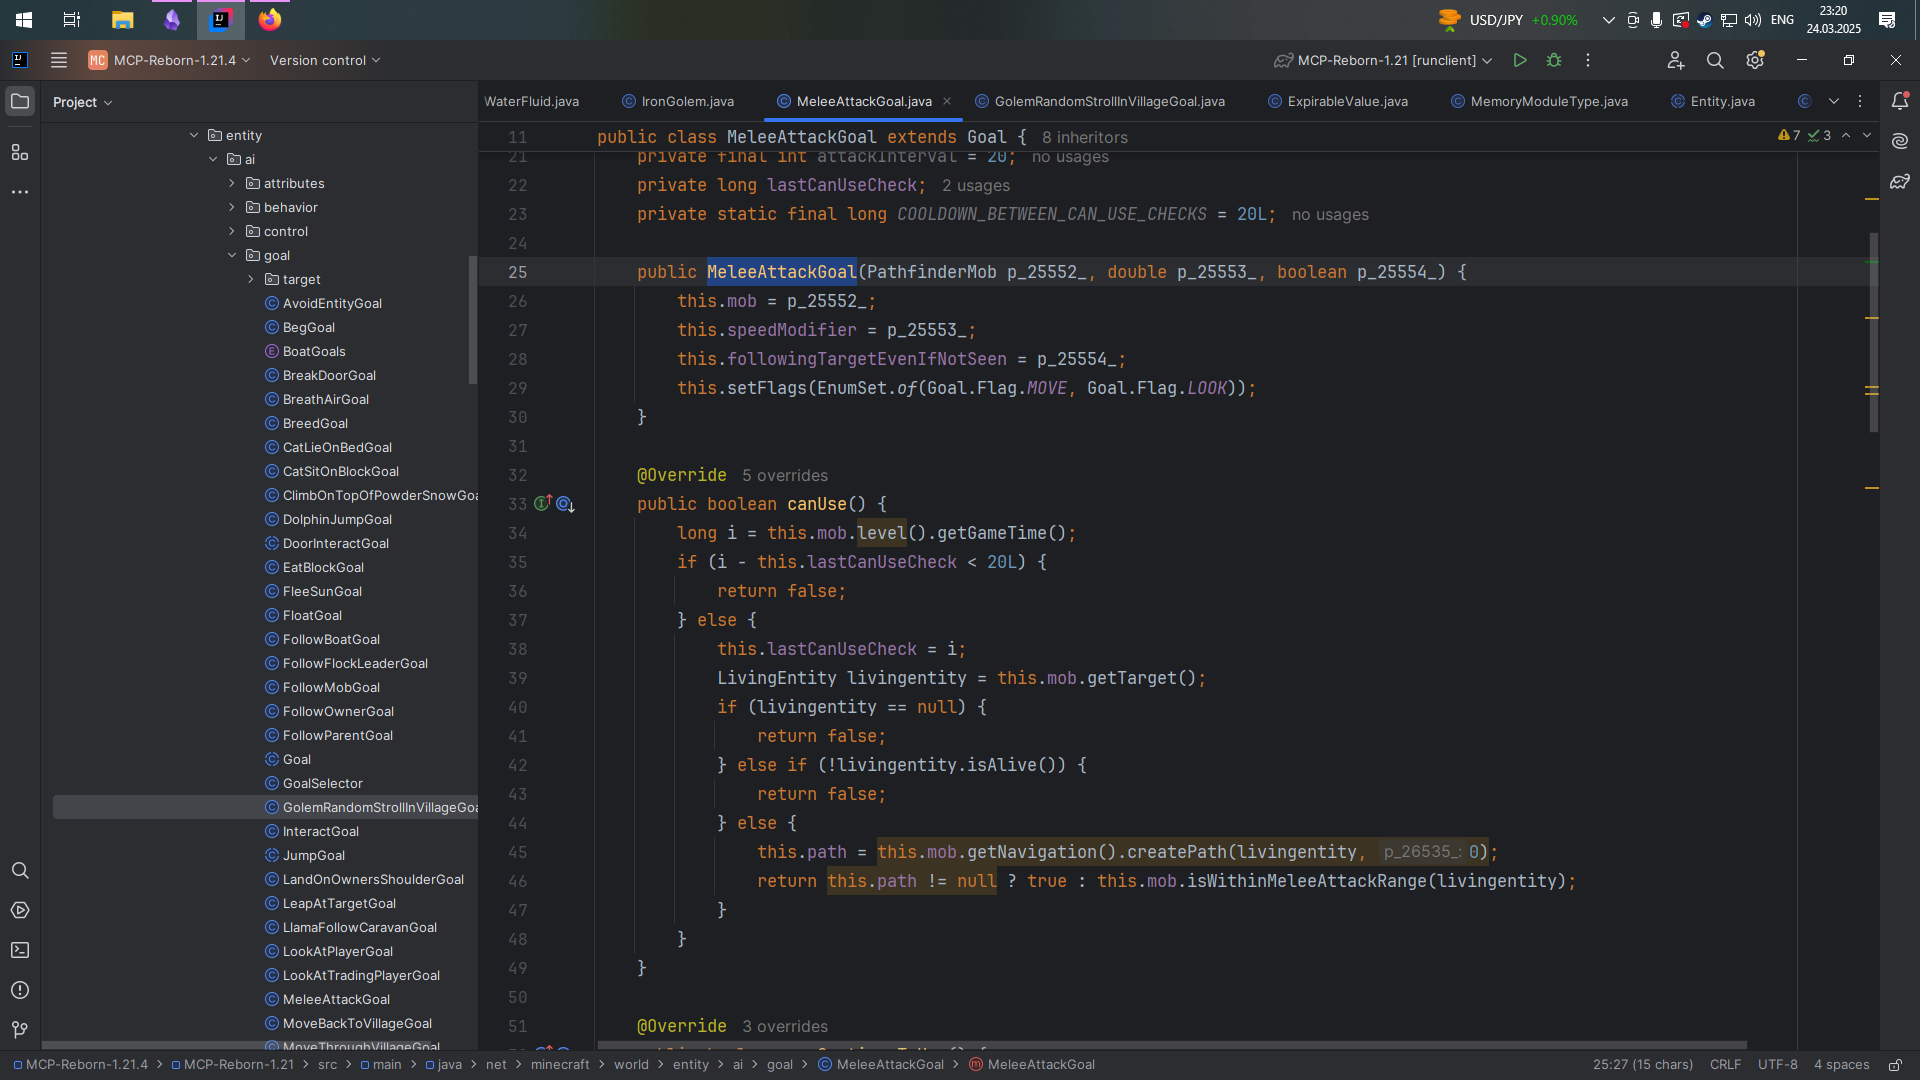 USD/JPY +0.90%
ENG
23:20
24.03.2025
MC MCP-Reborn-1.21.4
Version control
MCP-Reborn-1.21 [runclient]
Project
WaterFluid.java
IronGolem.java
MeleeAttackGoal.java
GolemRandomStrollInVillageGoal.java
ExpirableValue.java
MemoryModuleType.java
Entity.java
entity
ai
attributes
behavior
control
goal
target
AvoidEntityGoal
BegGoal
BoatGoals
BreakDoorGoal
BreathAirGoal
BreedGoal
CatLieOnBedGoal
CatSitOnBlockGoal
ClimbOnTopOfPowderSnowGoa
DolphinJumpGoal
DoorInteractGoal
EatBlockGoal
FleeSunGoal
FloatGoal
FollowBoatGoal
FollowFlockLeaderGoal
FollowMobGoal
FollowOwnerGoal
FollowParentGoal
Goal
GoalSelector
GolemRandomStrollInVillageGoa
InteractGoal
JumpGoal
LandOnOwnersShoulderGoal
LeapAtTargetGoal
LlamaFollowCaravanGoal
LookAtPlayerGoal
LookAtTradingPlayerGoal
MeleeAttackGoal
MoveBackToVillageGoal
MoveThroughVillageGoal
7 3
11 public class MeleeAttackGoal extends Goal { 8 inheritors
21 private final int attackInterval = 20; no usages
22 private long lastCanUseCheck; 2 usages
23 private static final long COOLDOWN_BETWEEN_CAN_USE_CHECKS = 20L; no usages
24
25 public MeleeAttackGoal(PathfinderMob p_25552_, double p_25553_, boolean p_25554_) {
26 this.mob = p_25552_;
27 this.speedModifier = p_25553_;
28 this.followingTargetEvenIfNotSeen = p_25554_;
29 this.setFlags(EnumSet.of(Goal.Flag.MOVE, Goal.Flag.LOOK));
30 }
31
32 @Override 5 overrides
33 public boolean canUse() {
34 long i = this.mob.level().getGameTime();
35 if (i - this.lastCanUseCheck < 20L) {
36 return false;
37 } else {
38 this.lastCanUseCheck = i;
39 LivingEntity livingentity = this.mob.getTarget();
40 if (livingentity == null) {
41 return false;
42 } else if (!livingentity.isAlive()) {
43 return false;
44 } else {
45 this.path = this.mob.getNavigation().createPath(livingentity, p_26535_: 0);
46 return this.path != null ? true : this.mob.isWithinMeleeAttackRange(livingentity);
47 }
48 }
49 }
50
51 @Override 3 overrides
MCP-Reborn-1.21.4 > MCP-Reborn-1.21 > src > main > java > net > minecraft > world > entity > ai > goal > MeleeAttackGoal > MeleeAttackGoal
25:27 (15 chars) CRLF UTF-8 4 spaces